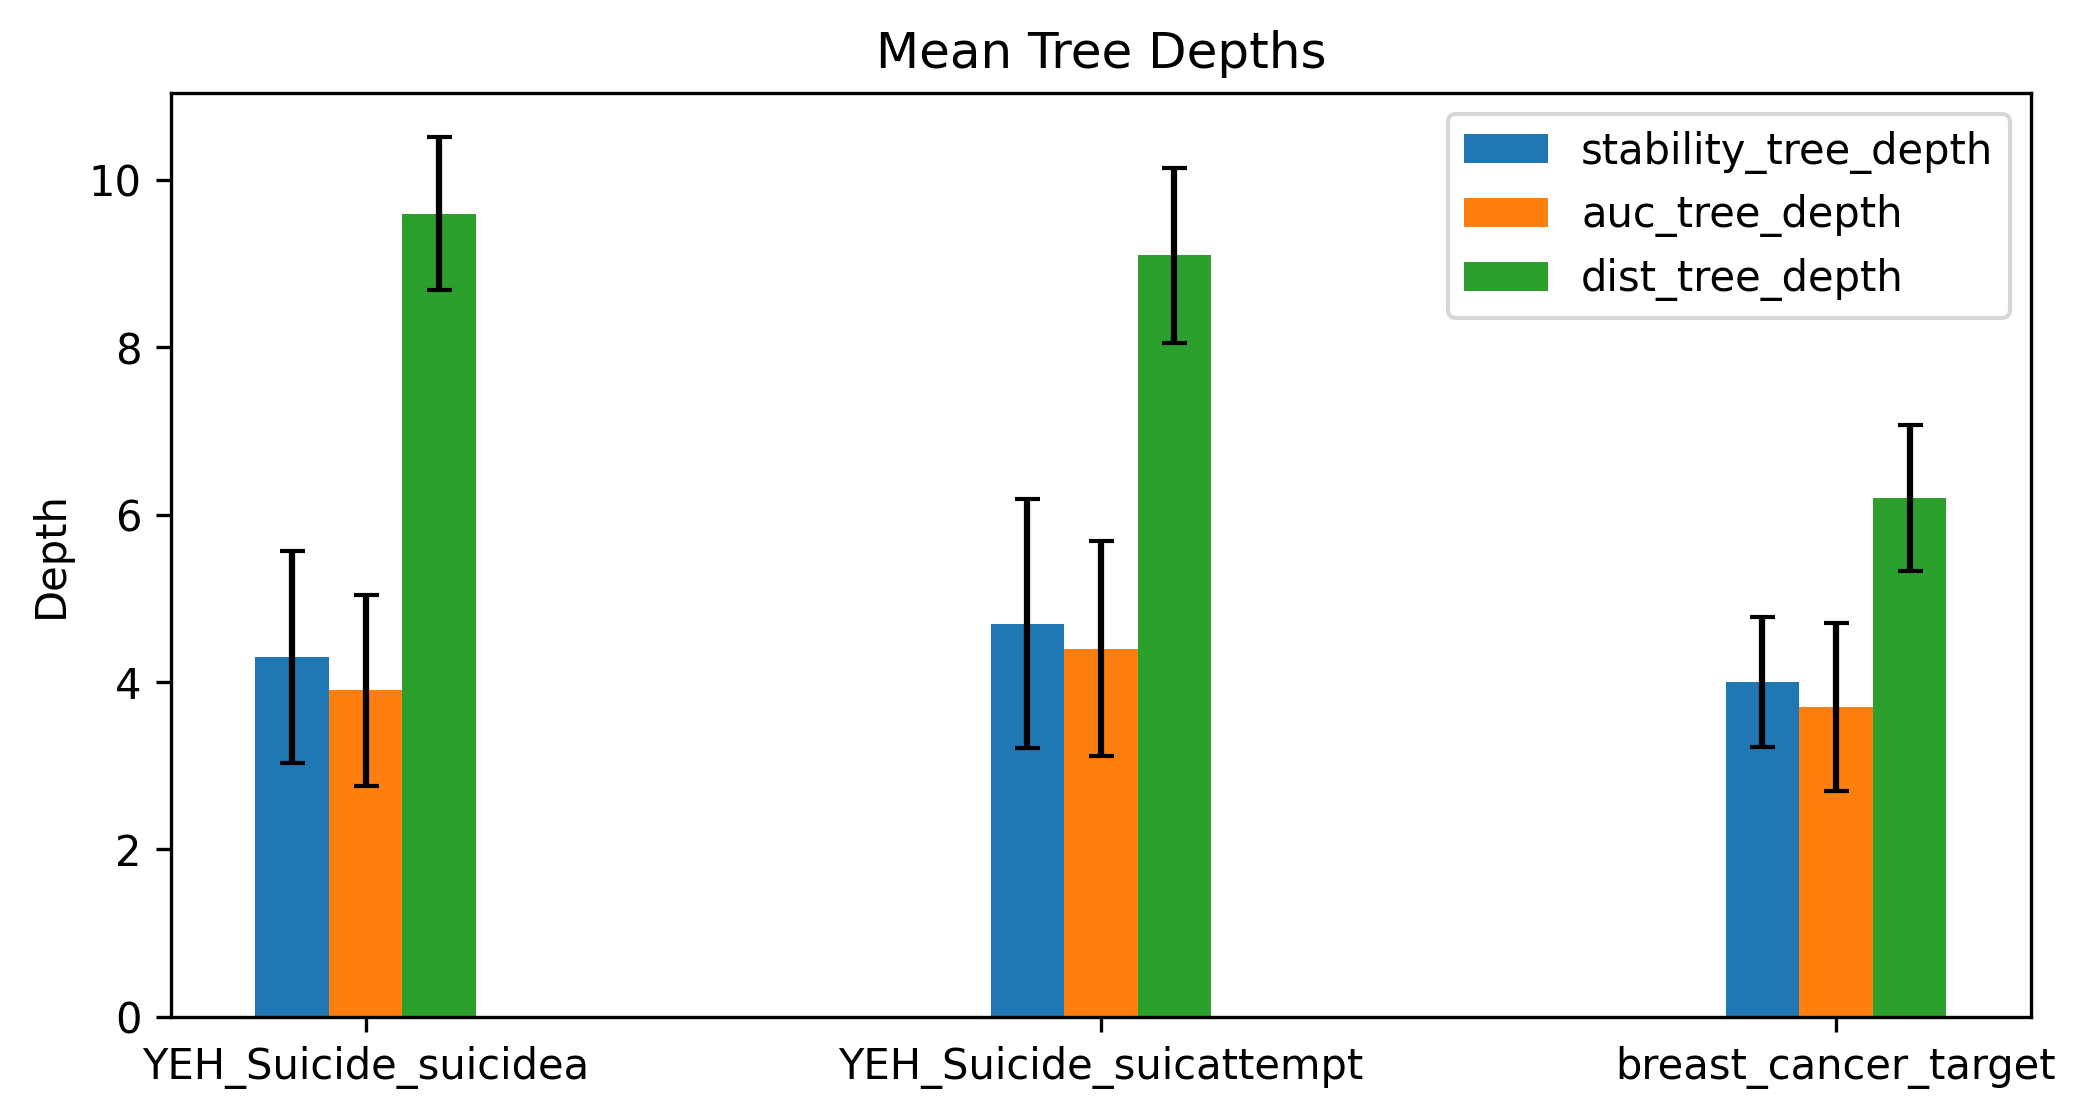 Mean Tree Depths
stability_tree_depth
auc_tree_depth
dist_tree_depth
Depth
10
8
6
4
2
0
YEH_Suicide_suicidea
YEH_Suicide_suicattempt
breast_cancer_target